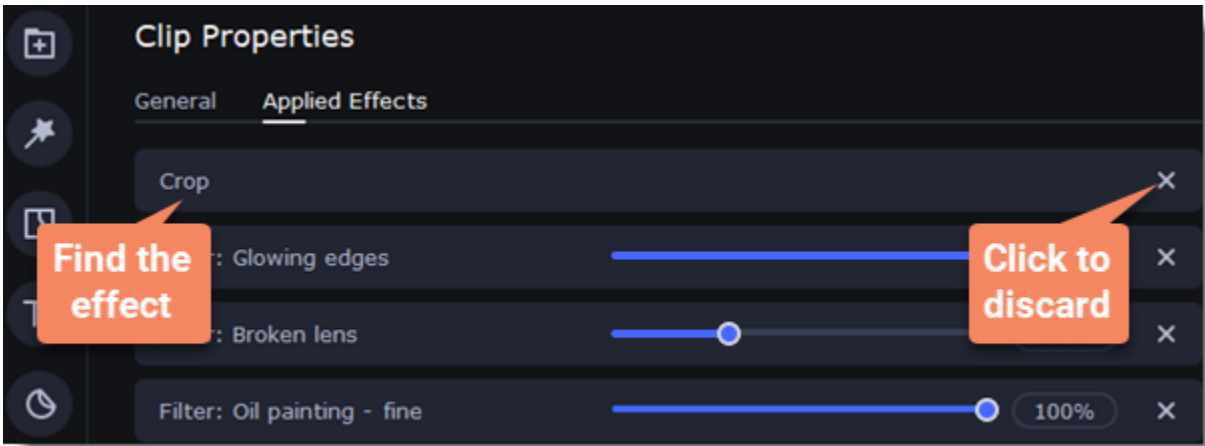 Clip Properties
General Applied Effects
Crop
Find the
effect
Click to
discard
: Glowing edges
: Broken lens
Filter: Oil painting - fine 100%